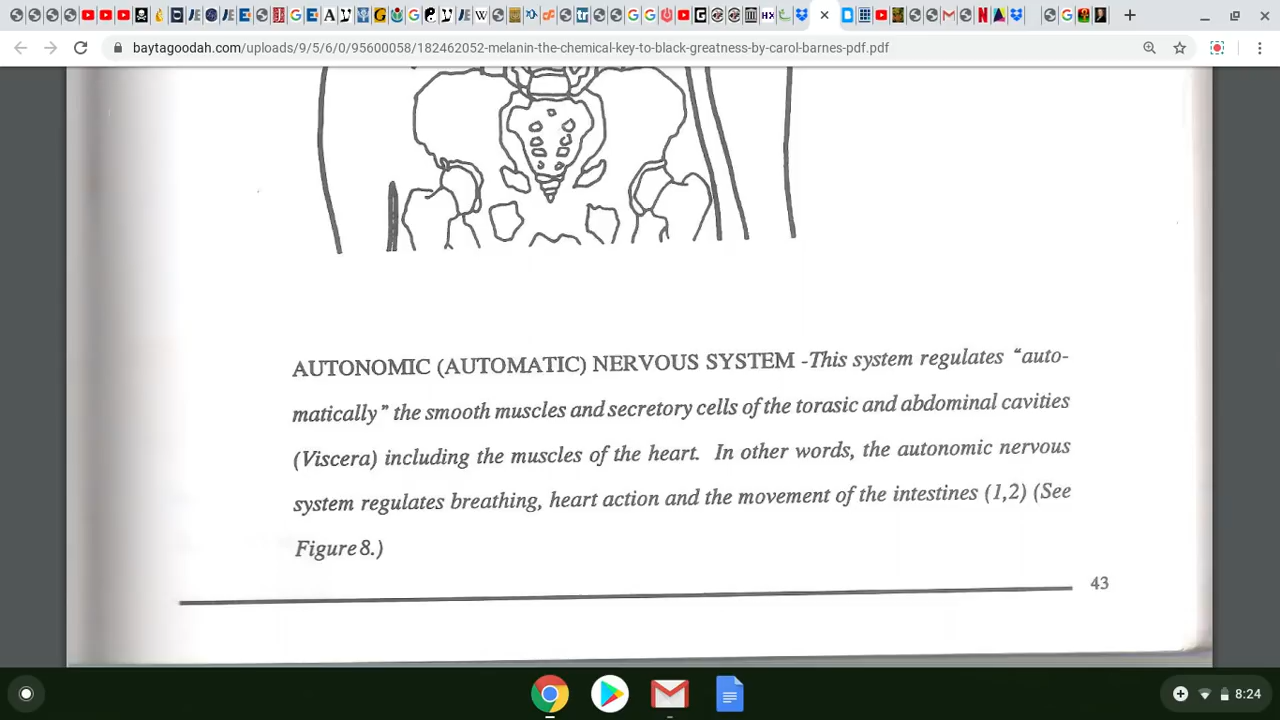 baytagoodah.com/uploads/9/5/6/0/95600058/182462052-melanin-the-chemical-key-to-black-greatness-by-carol-barnes-pdf.pdf
AUTONOMIC (AUTOMATIC) NERVOUS SYSTEM -This system regulates “auto-
matically” the smooth muscles and secretory cells of the torasic and abdominal cavities
(Viscera) including the muscles of the heart. In other words, the autonomic nervous
system regulates breathing, heart action and the movement of the intestines (1,2) (See
Figure 8.)
43
8:24